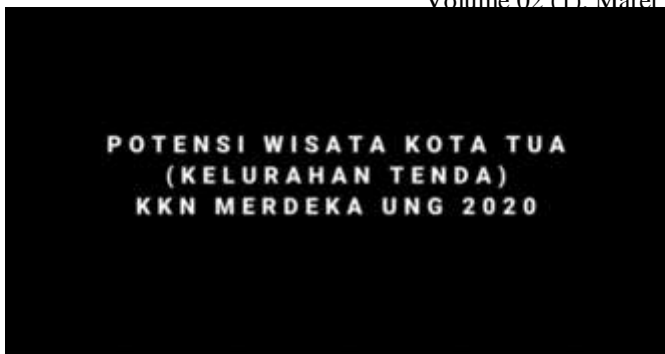 POTENSI WISATA KOTA TUA
(KELURAHAN TENDA)
KKN MERDEKA UNG 2020